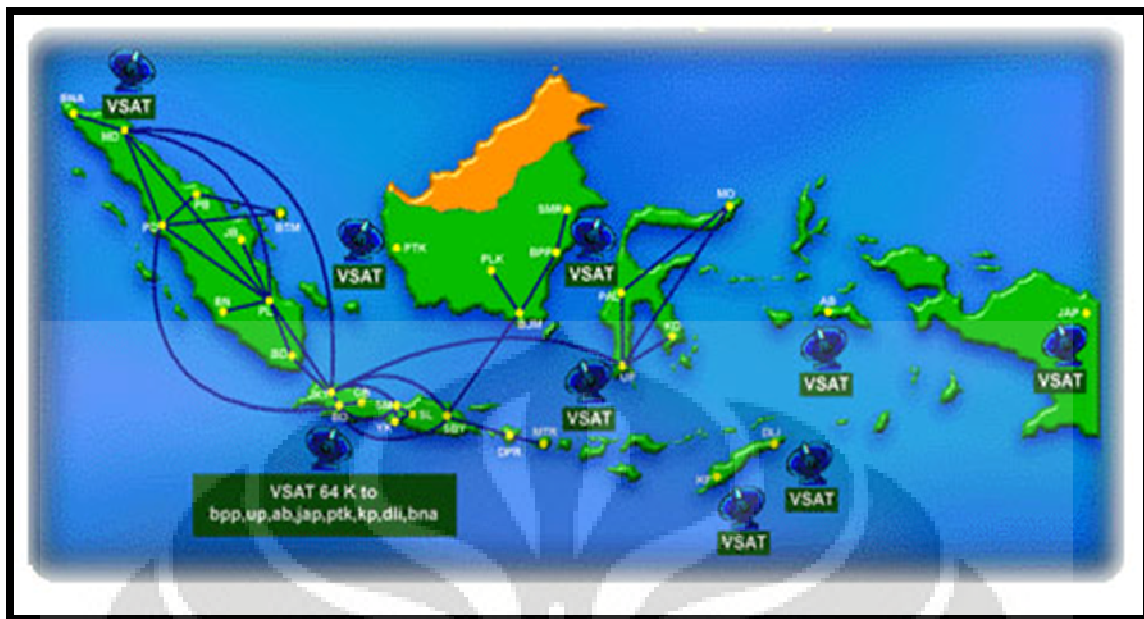 VSAT
BNA
MD
PB
PD
BTM
JB
BN
PL
BD
VSAT
PTK
SMR
BPP
VSAT
PLK
BJM
MO
PAL
KD
UP
VSAT
AB
VSAT
JAP
VSAT
SM
SL
YK
SBY
DPR
MTR
DLI
VSAT
KP
VSAT
VSAT 64 K to
bpp,up,ab,jap,ptk,kp,dli,bna